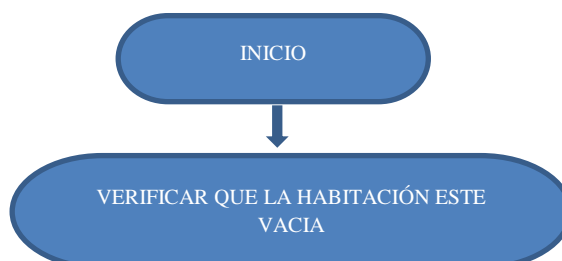 INICIO
VERIFICAR QUE LA HABITACIÓN ESTE
VACIA